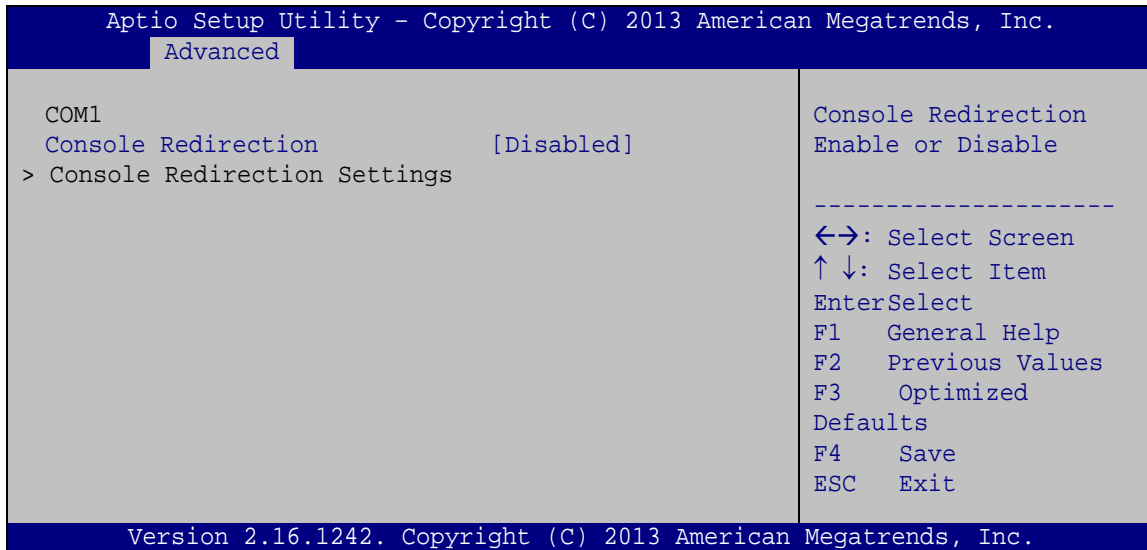 Aptio Setup Utility – Copyright (C) 2013 American Megatrends, Inc.
Advanced
COM1
Console Redirection [Disabled]
> Console Redirection Settings
Console Redirection
Enable or Disable
---------------------
←→: Select Screen
↑ ↓: Select Item
EnterSelect
F1 General Help
F2 Previous Values
F3 Optimized
Defaults
F4 Save
ESC Exit
Version 2.16.1242. Copyright (C) 2013 American Megatrends, Inc.